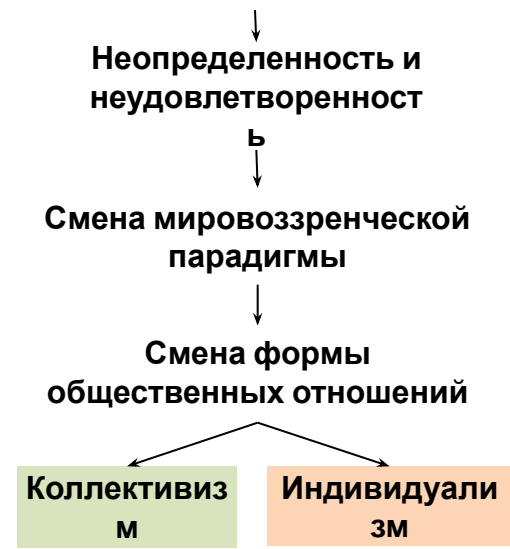 Неопределенность и
неудовлетворенност
ь
Смена мировоззренческой
парадигмы
Смена формы
общественных отношений
Коллективиз
м
Индивидуали
зм